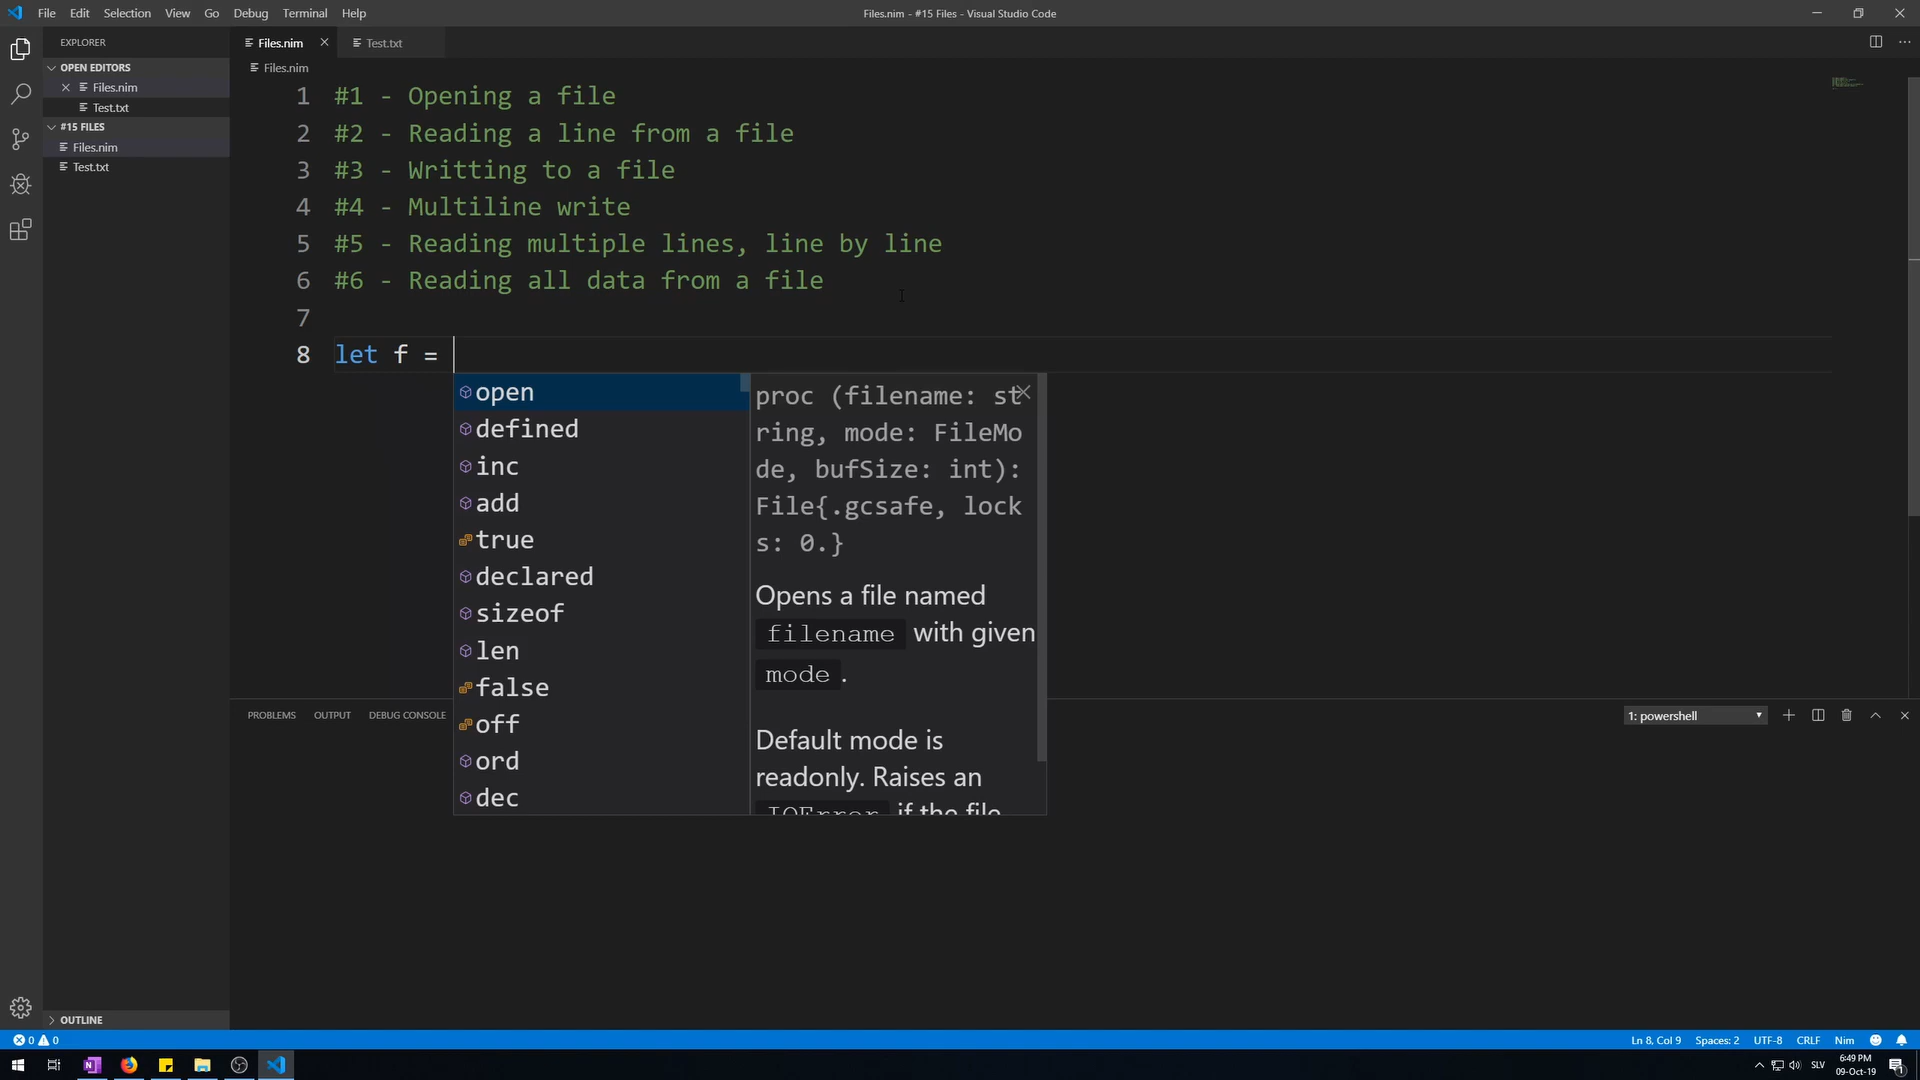 File Edit Selection View Go Debug Terminal Help
Files.nim - #15 Files - Visual Studio Code
EXPLORER
OPEN EDITORS
Files.nim
Test.txt
#15 FILES
Files.nim
Test.txt
OUTLINE
Files.nim
Test.txt
Files.nim
1 #1 - Opening a file
2 #2 - Reading a line from a file
3 #3 - Writting to a file
4 #4 - Multiline write
5 #5 - Reading multiple lines, line by line
6 #6 - Reading all data from a file
7
8 let f =
open
defined
inc
add
true
declared
sizeof
len
false
off
ord
dec
proc (filename: st
ring, mode: FileMo
de, bufSize: int):
File{.gcsafe, lock
s: 0.}
Opens a file named
filename with given
mode .
Default mode is
readonly. Raises an
IOError if the file
PROBLEMS OUTPUT DEBUG CONSOLE
1: powershell
0 0
Ln 8, Col 9 Spaces: 2 UTF-8 CRLF Nim
SLV
6:49 PM
09-Oct-19